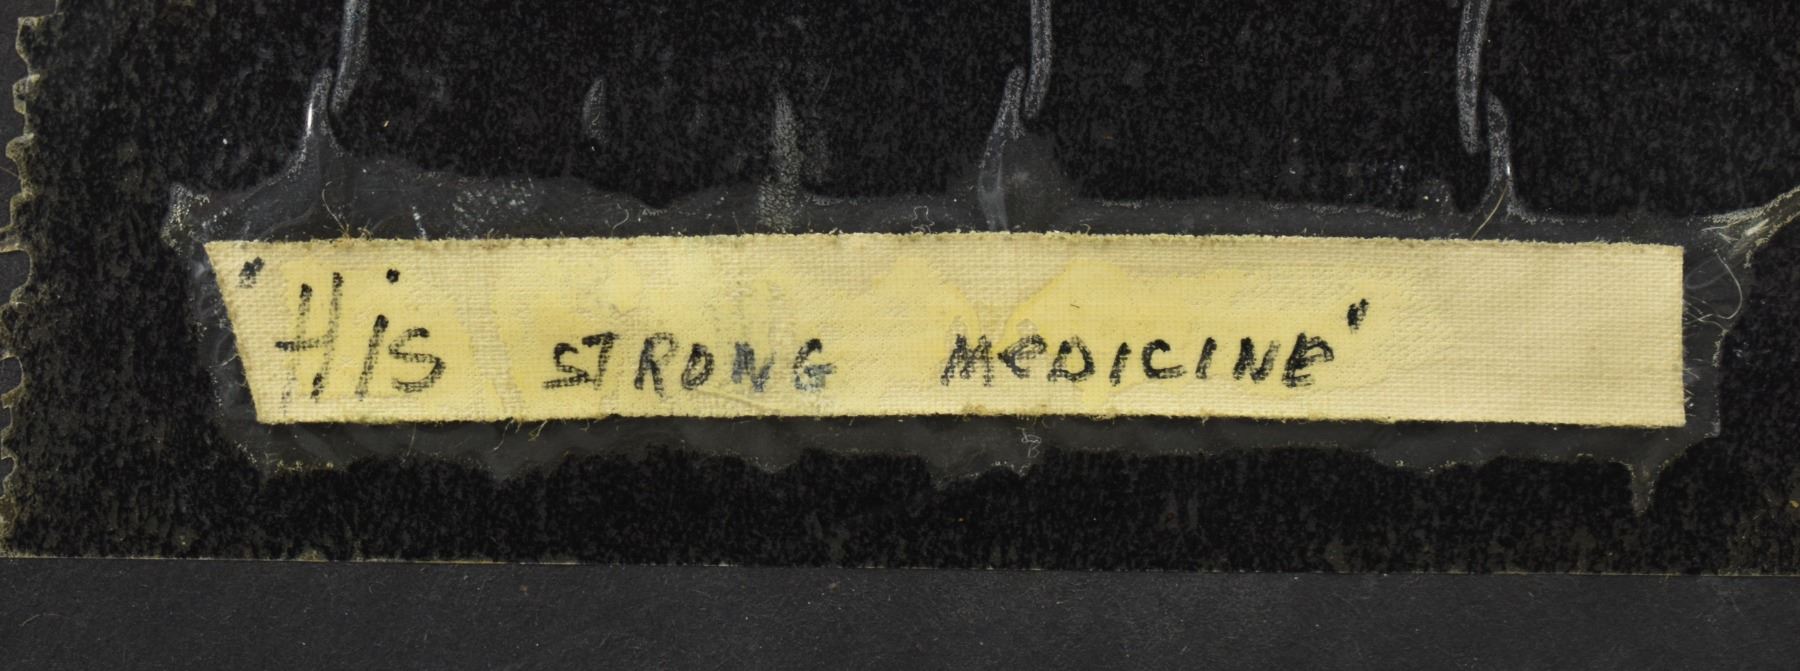 "His STRONG MeDICINE"